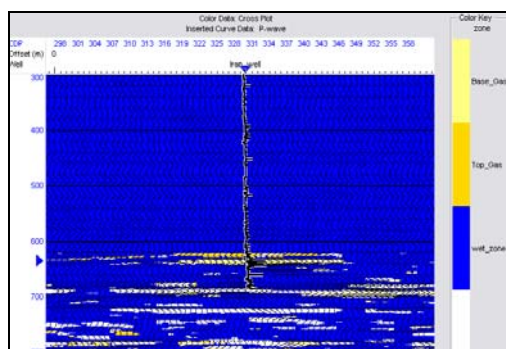 Color Data: Cross Plot
Inserted Curve Data: P-wave
Color Key
zone
CDP 298 301 304 307 310 313 316 319 322 325 328 331 334 337 340 343 346 349 352 355 358
Offset (m) 0
Well
300
400
500
600
700
Base_Gas
Top_Gas
wet_zone